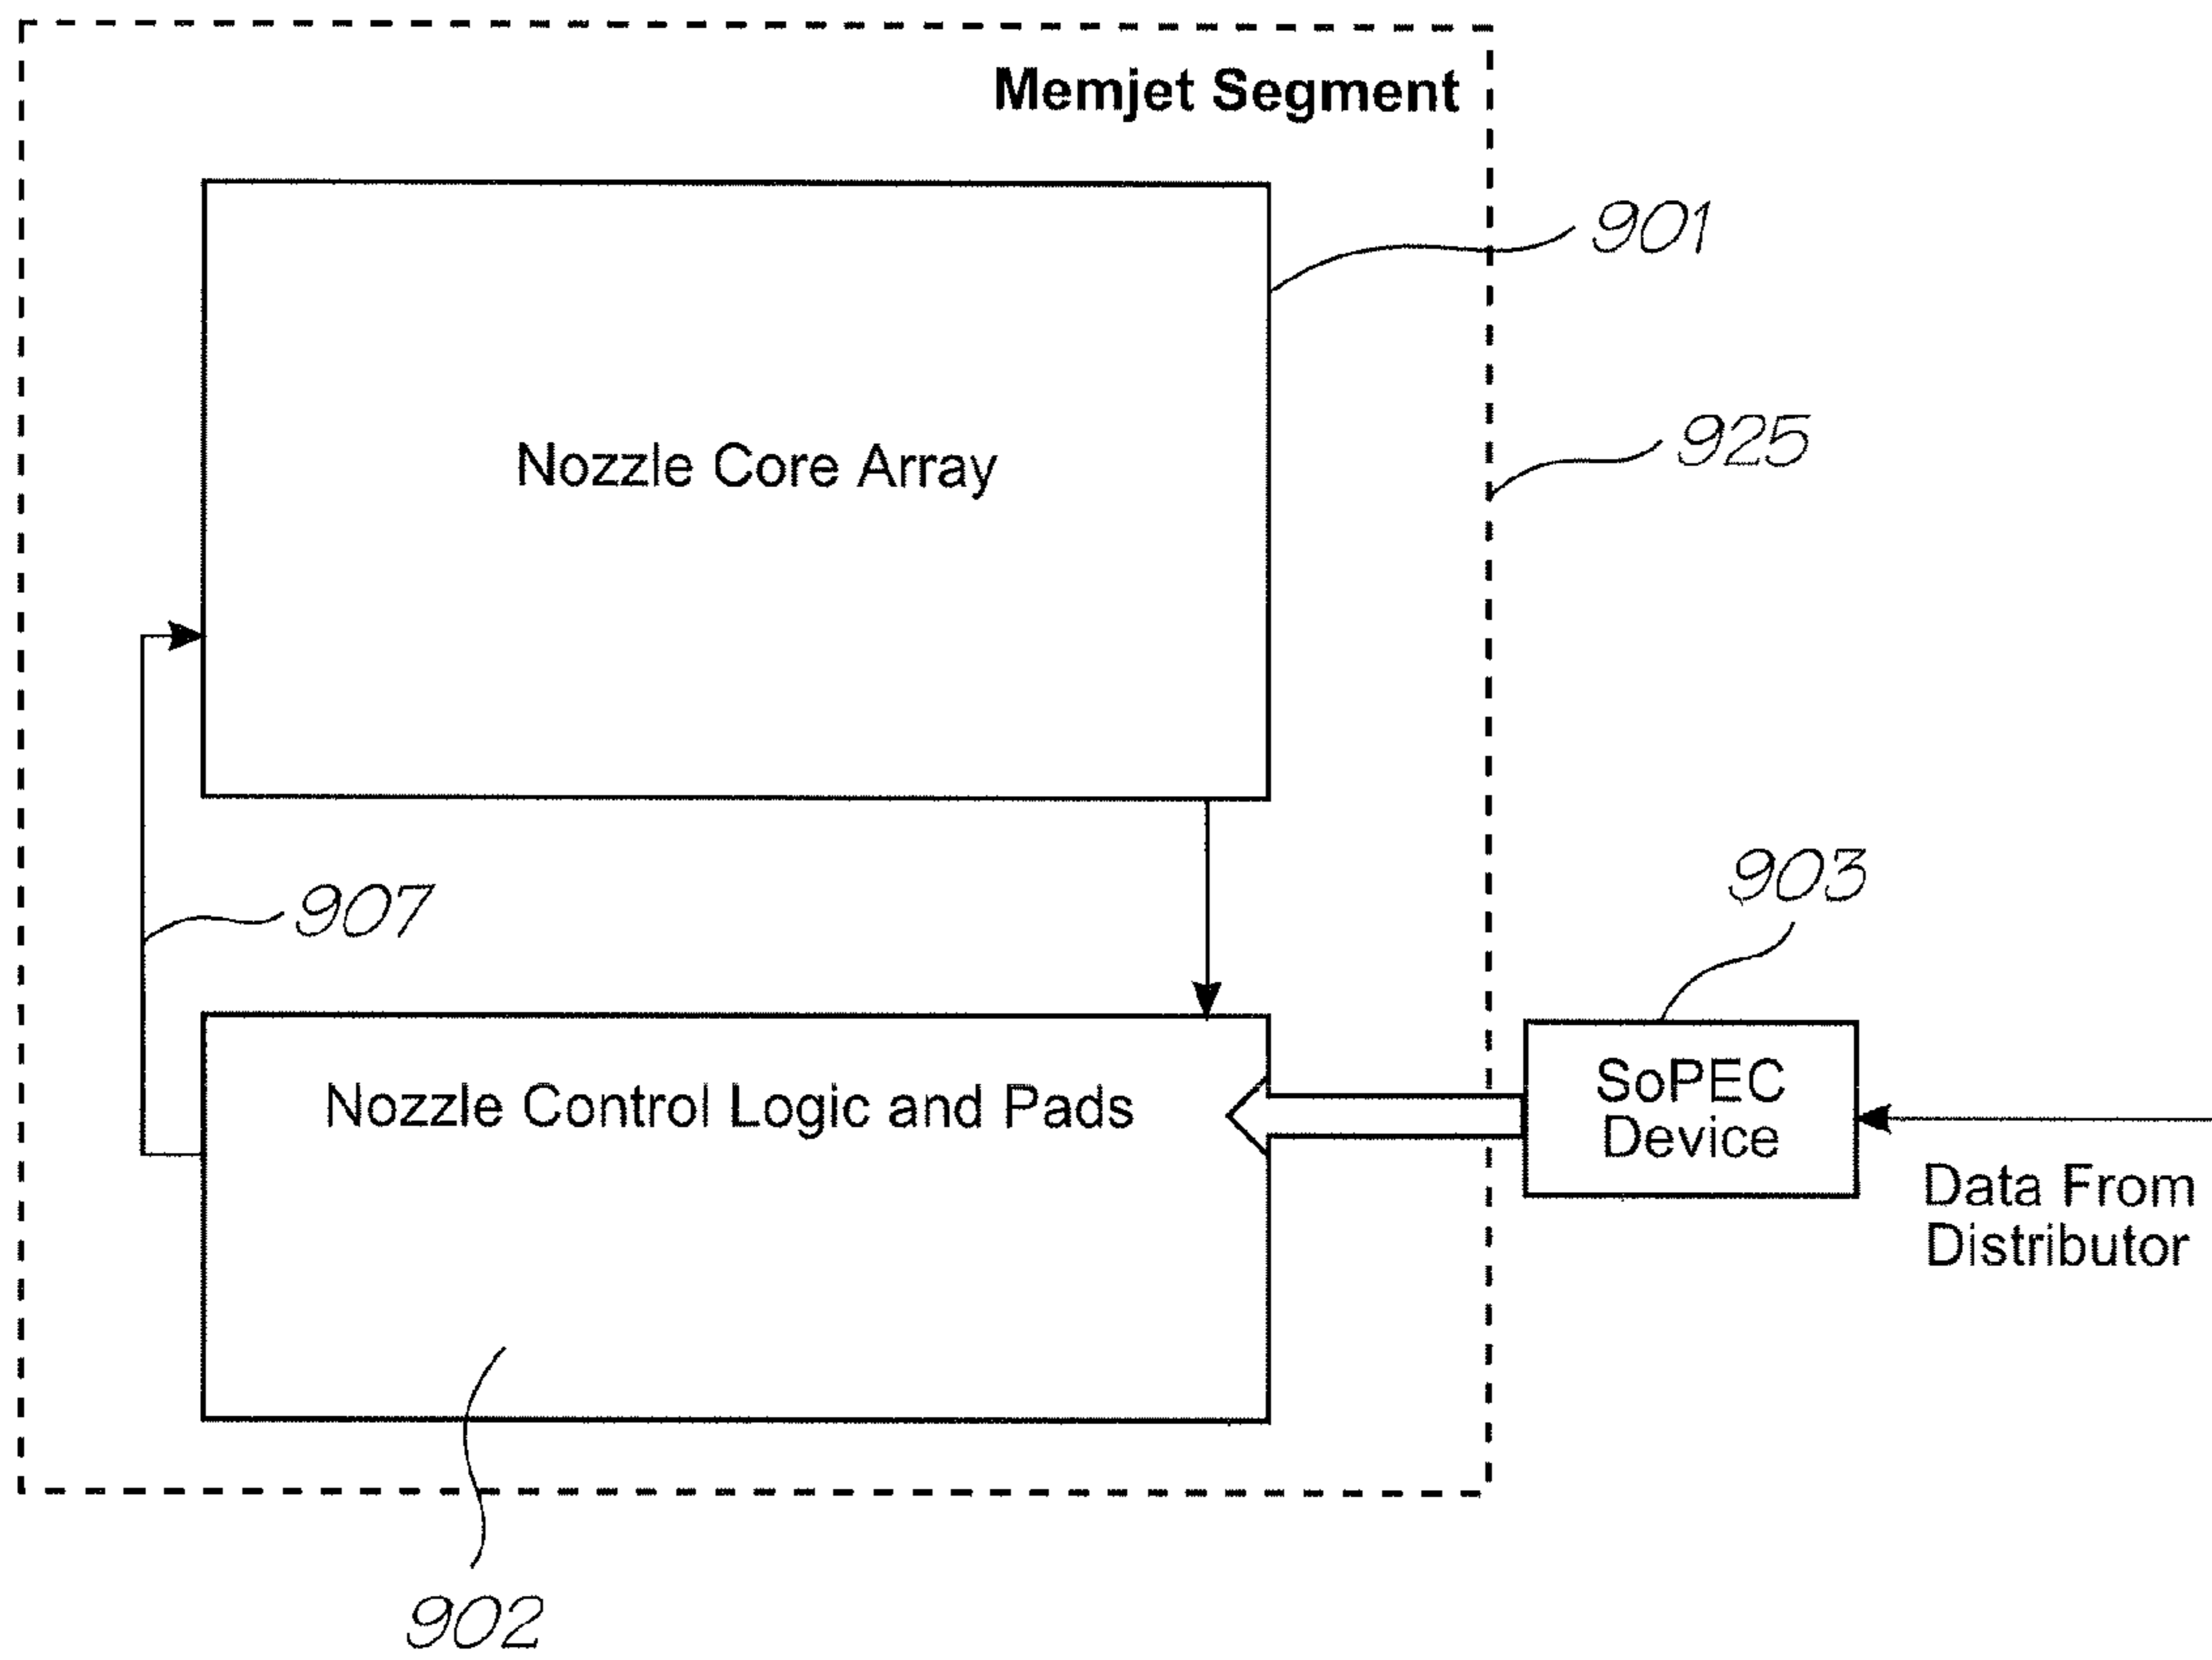 Memjet Segment
901
Nozzle Core Array
925
903
907
SoPEC
Device
Nozzle Control Logic and Pads
Data From
Distributor
902